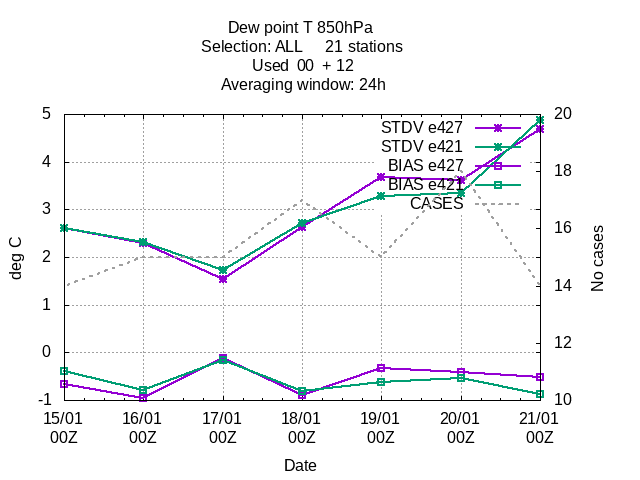 Dew point T 850hPa
Selection: ALL 21 stations
Used 00 + 12
Averaging window: 24h
5
4
3
2
1
0
-1
20
18
16
14
12
10
STDV e427
STDV e421
BIAS e427
BIAS e421
CASES
deg C
No cases
15/01 16/01 17/01 18/01 19/01 20/01 21/01
00Z 00Z 00Z 00Z 00Z 00Z 00Z
Date